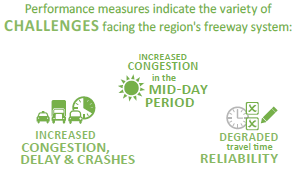 Performance measures indicate the variety of
CHALLENGES facing the region's freeway system:
INCREASED
CONGESTION
in the
MID-DAY
PERIOD
INCREASED
CONGESTION,
DELAY & CRASHES
DEGRADED
travel time
RELIABILITY